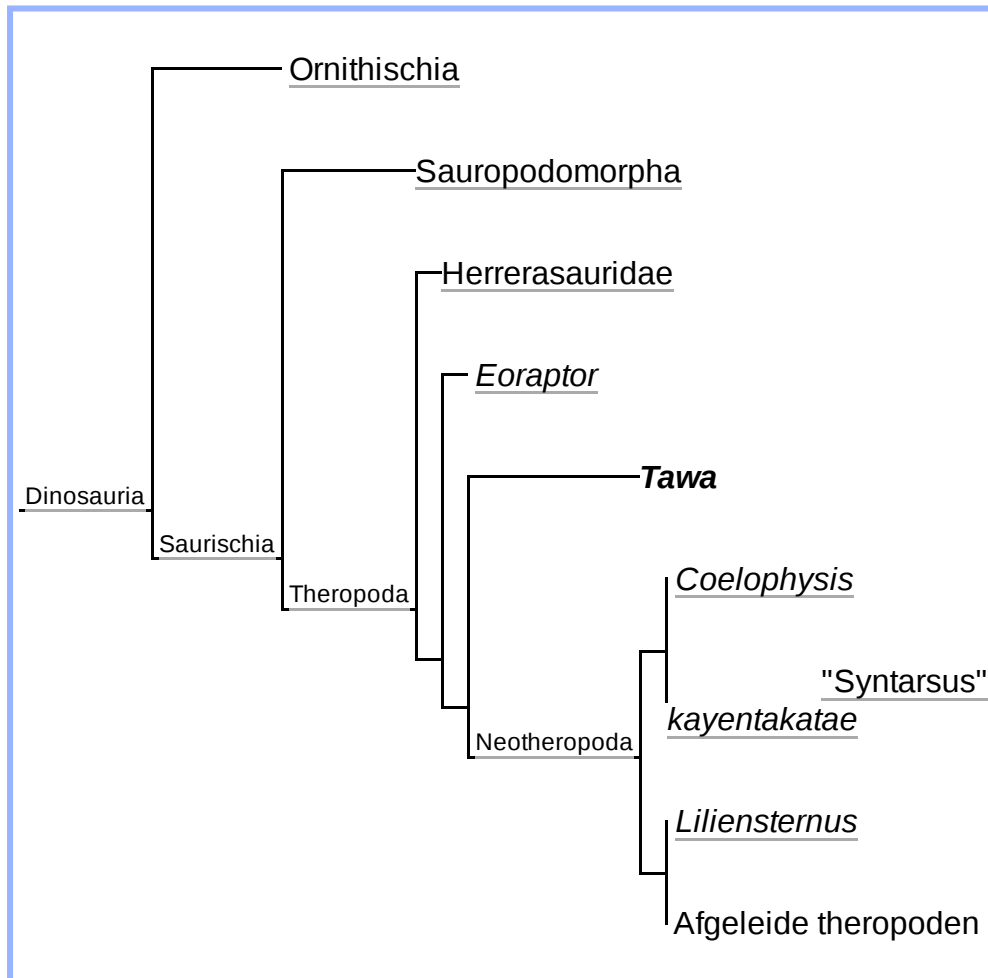 Ornithischia
Sauropodomorpha
Herrerasauridae
Eoraptor
Tawa
Dinosauria
Saurischia
Coelophysis
Theropoda
"Syntarsus"
kayentakatae
Neotheropoda
Liliensternus
Afgeleide theropoden